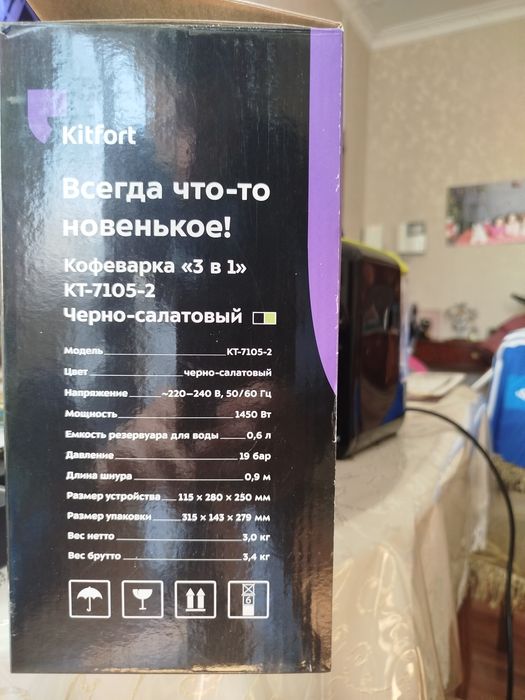 Kitfort
Всегда что-то
новенькое!
Кофеварка «3 в 1»
КТ-7105-2
Черно-салатовый
Модель КТ-7105-2
Цвет черно-салатовый
Напряжение ~220–240 В, 50/60 Гц
Мощность 1450 Вт
Емкость резервуара для воды 0,6 л
Давление 19 бар
Длина шнура 0,9 м
Размер устройства 115 x 280 x 250 мм
Размер упаковки 315 x 143 x 279 мм
Вес нетто 3,0 кг
Вес брутто 3,4 кг
6